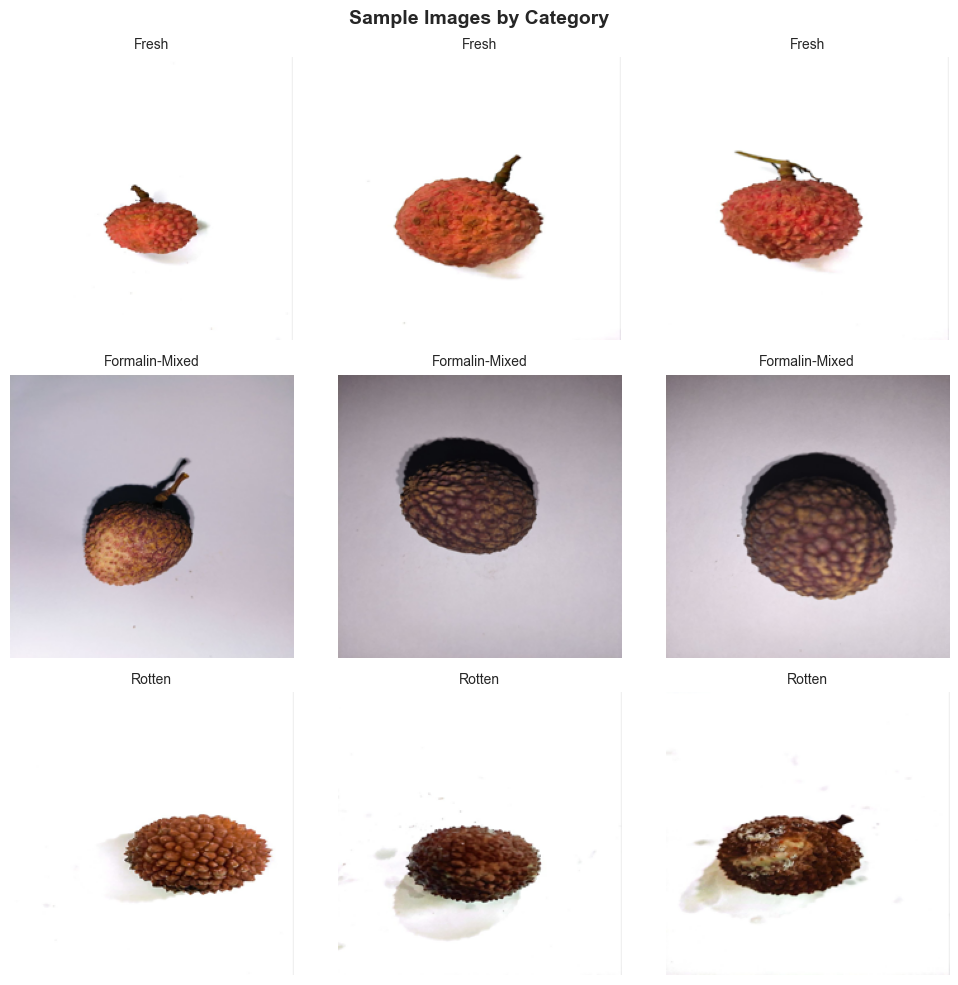 Sample Images by Category
Fresh Fresh Fresh
Formalin-Mixed Formalin-Mixed Formalin-Mixed
Rotten Rotten Rotten